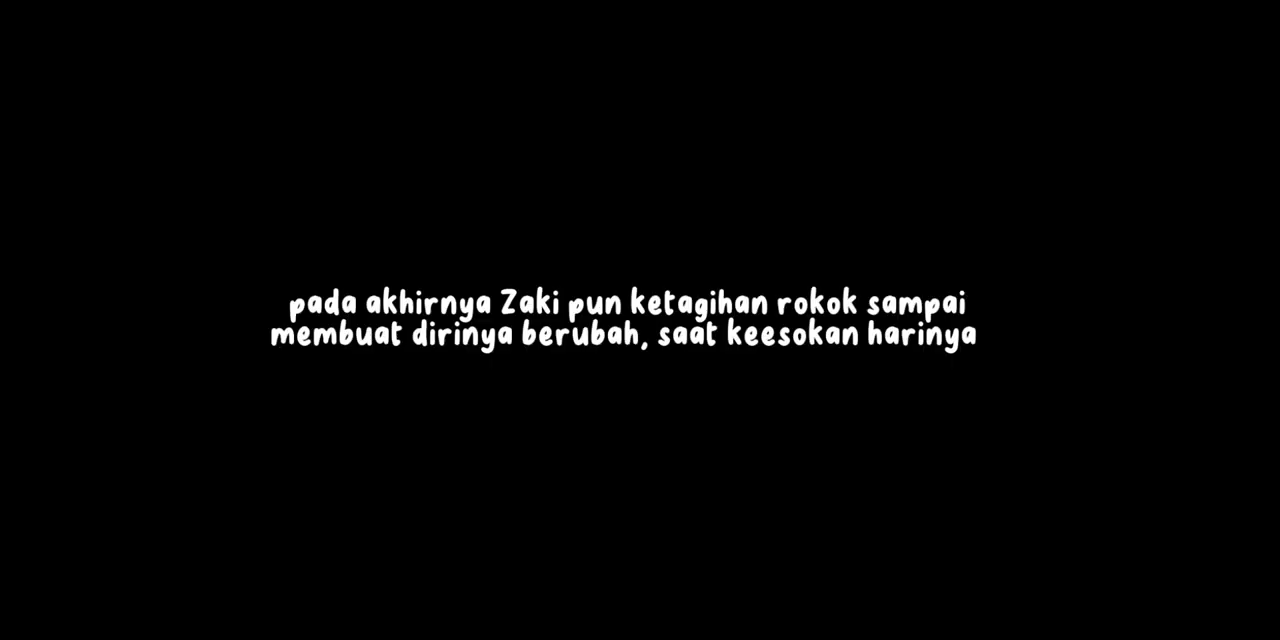 pada akhirnya Zaki pun ketagihan rokok sampai
membuat dirinya berubah, saat keesokan harinya